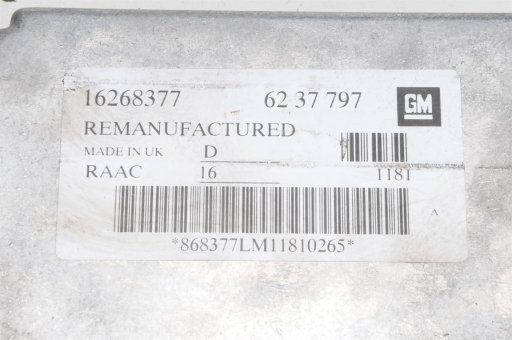 16268377 62 37 797 GM
REMANUFACTURED
MADE IN UK D
RAAC 16 1181
A
*868377LM11810265*